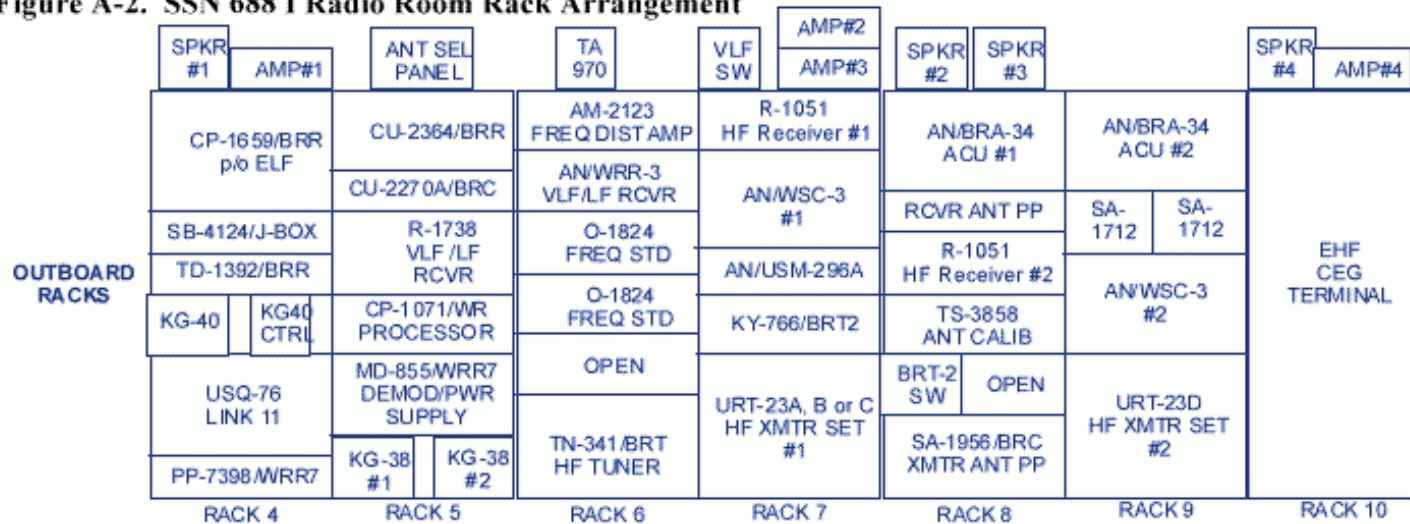 Figure A-2. SSN 688 I Radio Room Rack Arrangement
SPKR
#1
AMP#1
ANT SEL
PANEL
TA
970
VLF
SW
AMP#2
AMP#3
SPKR
#2
SPKR
#3
SPKR
#4
AMP#4
OUTBOARD
RACKS
CP-1659/BRR
p/o ELF
SB-4124/J-BOX
TD-1392/BRR
KG-40
KG40
CTRL
USQ-76
LINK 11
PP-7398/WRR7
RACK 4
CU-2364/BRR
CU-2270A/BRC
R-1738
VLF/LF
RCVR
CP-1071/WR
PROCESSOR
MD-855/WRR7
DEMOD/PWR
SUPPLY
KG-38
#1
KG-38
#2
RACK 5
AM-2123
FREQ DIST AMP
AN/WRR-3
VLF/LF RCVR
O-1824
FREQ STD
O-1824
FREQ STD
OPEN
TN-341/BRT
HF TUNER
RACK 6
R-1051
HF Receiver #1
AN/WSC-3
#1
AN/USM-296A
KY-766/BRT2
URT-23A, B or C
HF XMTR SET
#1
RACK 7
AN/BRA-34
ACU #1
RCVR ANT PP
R-1051
HF Receiver #2
TS-3858
ANT CALIB
BRT-2
SW
OPEN
SA-1956/BRC
XMTR ANT PP
RACK 8
AN/BRA-34
ACU #2
SA-
1712
SA-
1712
AN/WSC-3
#2
URT-23D
HF XMTR SET
#2
RACK 9
EHF
CEG
TERMINAL
RACK 10